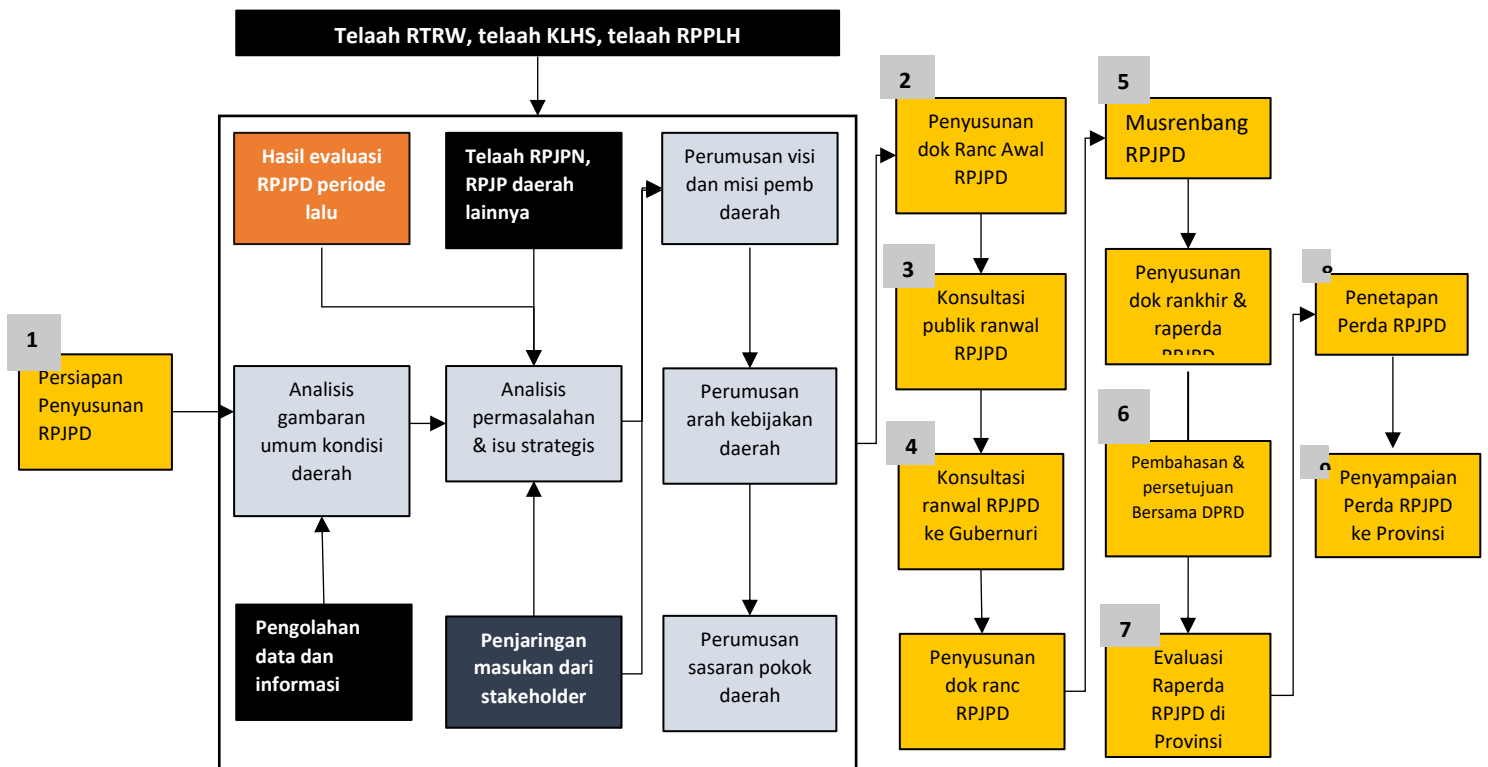 Telaah RTRW, telaah KLHS, telaah RPPLH
1
Persiapan
Penyusunan
RPJPD
Hasil evaluasi
RPJPD periode
lalu
Telaah RPJPN,
RPJP daerah
lainnya
Perumusan visi
dan misi pemb
daerah
Analisis
gambaran
umum kondisi
daerah
Analisis
permasalahan
& isu strategis
Perumusan
arah kebijakan
daerah
Pengolahan
data dan
informasi
Penjaringan
masukan dari
stakeholder
Perumusan
sasaran pokok
daerah
2
Penyusunan
dok Ranc Awal
RPJPD
3
Konsultasi
publik ranwal
RPJPD
4
Konsultasi
ranwal RPJPD
ke Gubernuri
Penyusunan
dok ranc
RPJPD
5
Musrenbang
RPJPD
Penyusunan
dok rankhir &
raperda
RPJPD
6
Pembahasan &
persetujuan
Bersama DPRD
7
Evaluasi
Raperda
RPJPD di
Provinsi
8
Penetapan
Perda RPJPD
9
Penyampaian
Perda RPJPD
ke Provinsi